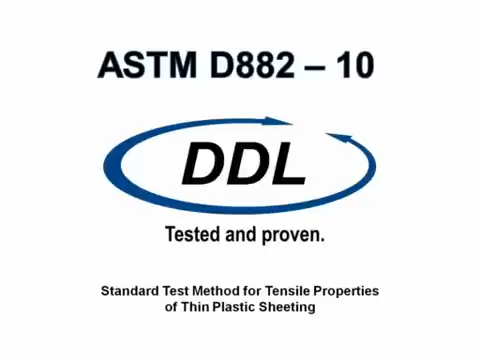 ASTM D882 – 10
DDL
Tested and proven.
Standard Test Method for Tensile Properties
of Thin Plastic Sheeting